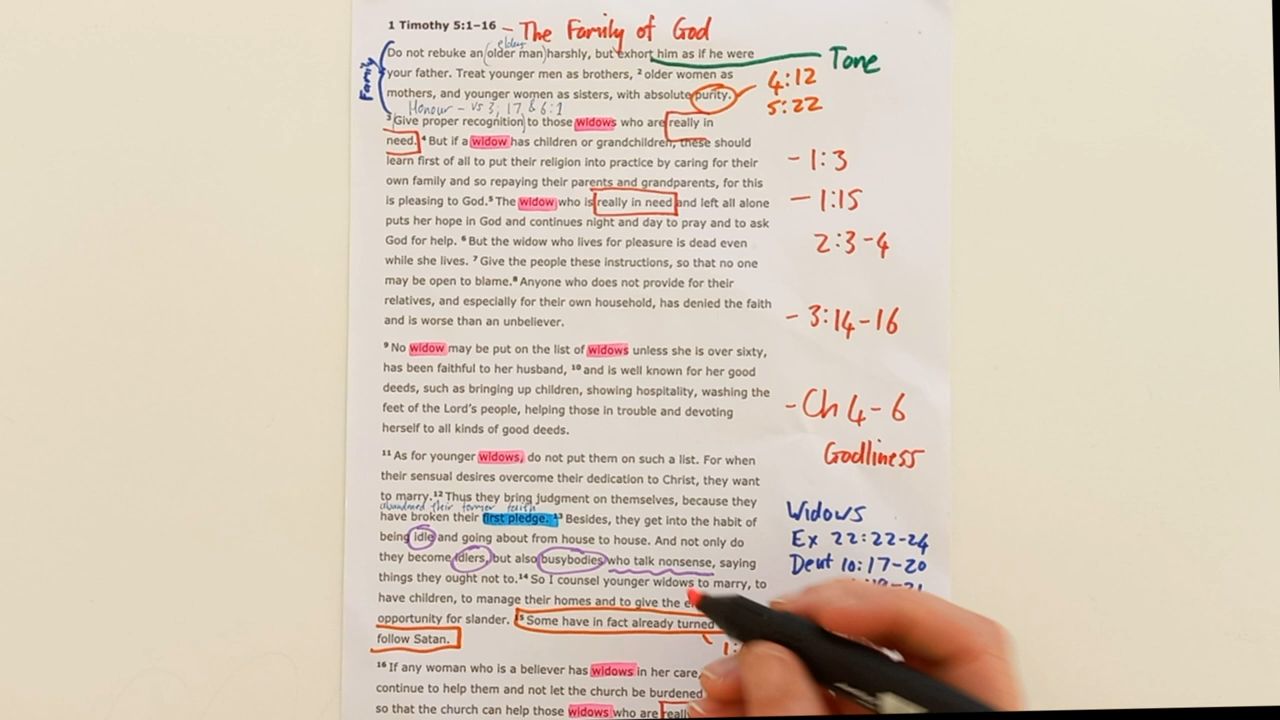 1 Timothy 5:1–16 - The Family of God
elder
Do not rebuke an (older man) harshly, but exhort him as if he were
Tone
Family
your father. Treat younger men as brothers, ² older women as
4:12
mothers, and younger women as sisters, with absolute purity.
5:22
Honour - vs 3, 17, & 6:1
³ (Give proper recognition) to those widows who are really in
need. ⁴ But if a widow has children or grandchildren, these should
- 1:3
learn first of all to put their religion into practice by caring for their
own family and so repaying their parents and grandparents, for this
- 1:15
is pleasing to God.⁵ The widow who is really in need and left all alone
puts her hope in God and continues night and day to pray and to ask
2:3-4
God for help. ⁶ But the widow who lives for pleasure is dead even
while she lives. ⁷ Give the people these instructions, so that no one
may be open to blame.⁸ Anyone who does not provide for their
relatives, and especially for their own household, has denied the faith
- 3:14-16
and is worse than an unbeliever.
⁹ No widow may be put on the list of widows unless she is over sixty,
has been faithful to her husband, ¹⁰ and is well known for her good
deeds, such as bringing up children, showing hospitality, washing the
- Ch 4-6
feet of the Lord's people, helping those in trouble and devoting
herself to all kinds of good deeds.
Godliness
¹¹ As for younger widows, do not put them on such a list. For when
their sensual desires overcome their dedication to Christ, they want
to marry.¹² Thus they bring judgment on themselves, because they
abandoned their former faith
Widows
have broken their first pledge. ¹³ Besides, they get into the habit of
being idle and going about from house to house. And not only do
Ex 22:22-24
they become idlers, but also busybodies who talk nonsense, saying
Deut 10:17-20
things they ought not to.¹⁴ So I counsel younger widows to marry, to
have children, to manage their homes and to give the
opportunity for slander. ¹⁵ Some have in fact already turned
follow Satan.
1:
¹⁶ If any woman who is a believer has widows in her care,
continue to help them and not let the church be burdened
so that the church can help those widows who are